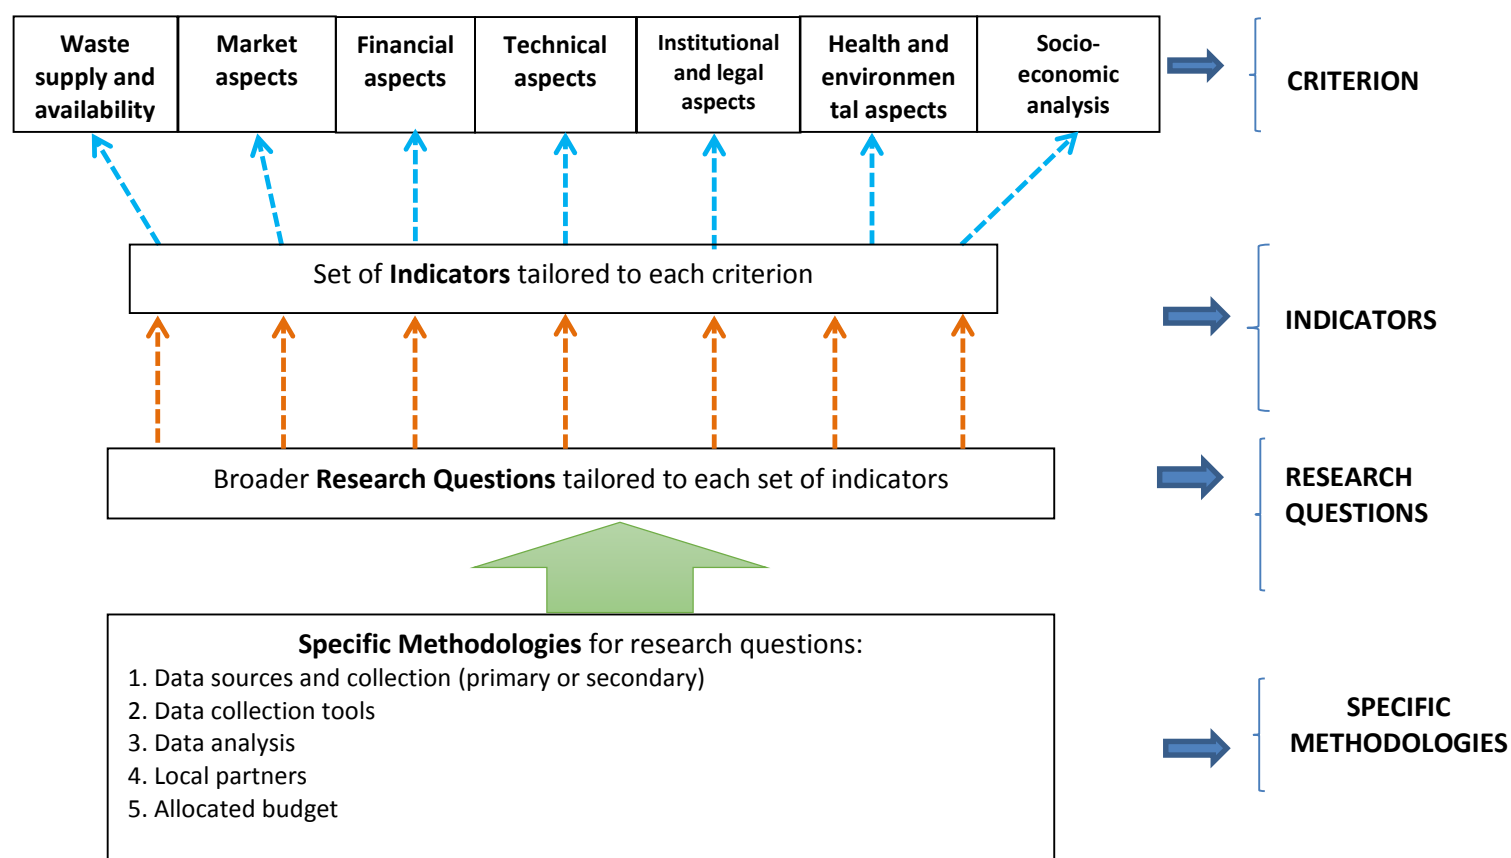 Waste
supply and
availability
Market
aspects
Financial
aspects
Technical
aspects
Institutional
and legal
aspects
Health and
environmen
tal aspects
Socio-
economic
analysis
CRITERION
Set of Indicators tailored to each criterion
INDICATORS
Broader Research Questions tailored to each set of indicators
RESEARCH
QUESTIONS
Specific Methodologies for research questions:
1. Data sources and collection (primary or secondary)
2. Data collection tools
3. Data analysis
4. Local partners
5. Allocated budget
SPECIFIC
METHODOLOGIES